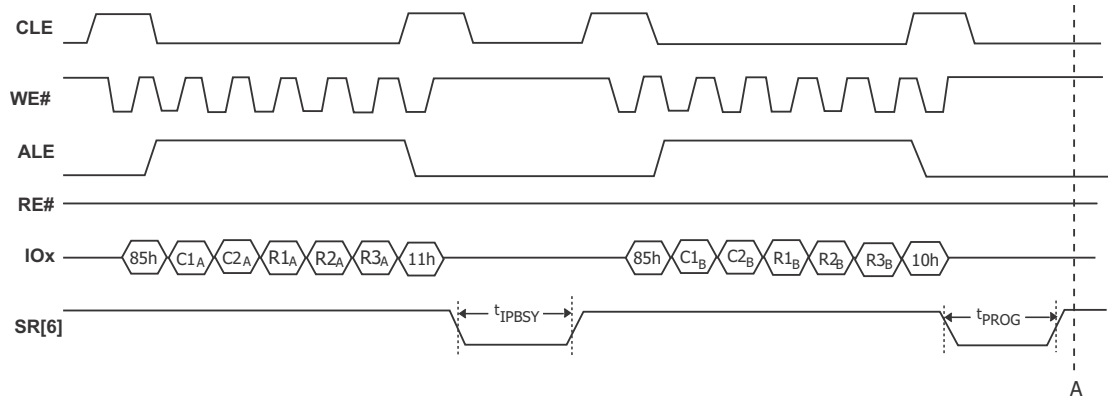 CLE
WE#
ALE
RE#
IOx 85h C1A C2A R1A R2A R3A 11h 85h C1B C2B R1B R2B R3B 10h
SR[6] tIPBSY tPROG
A